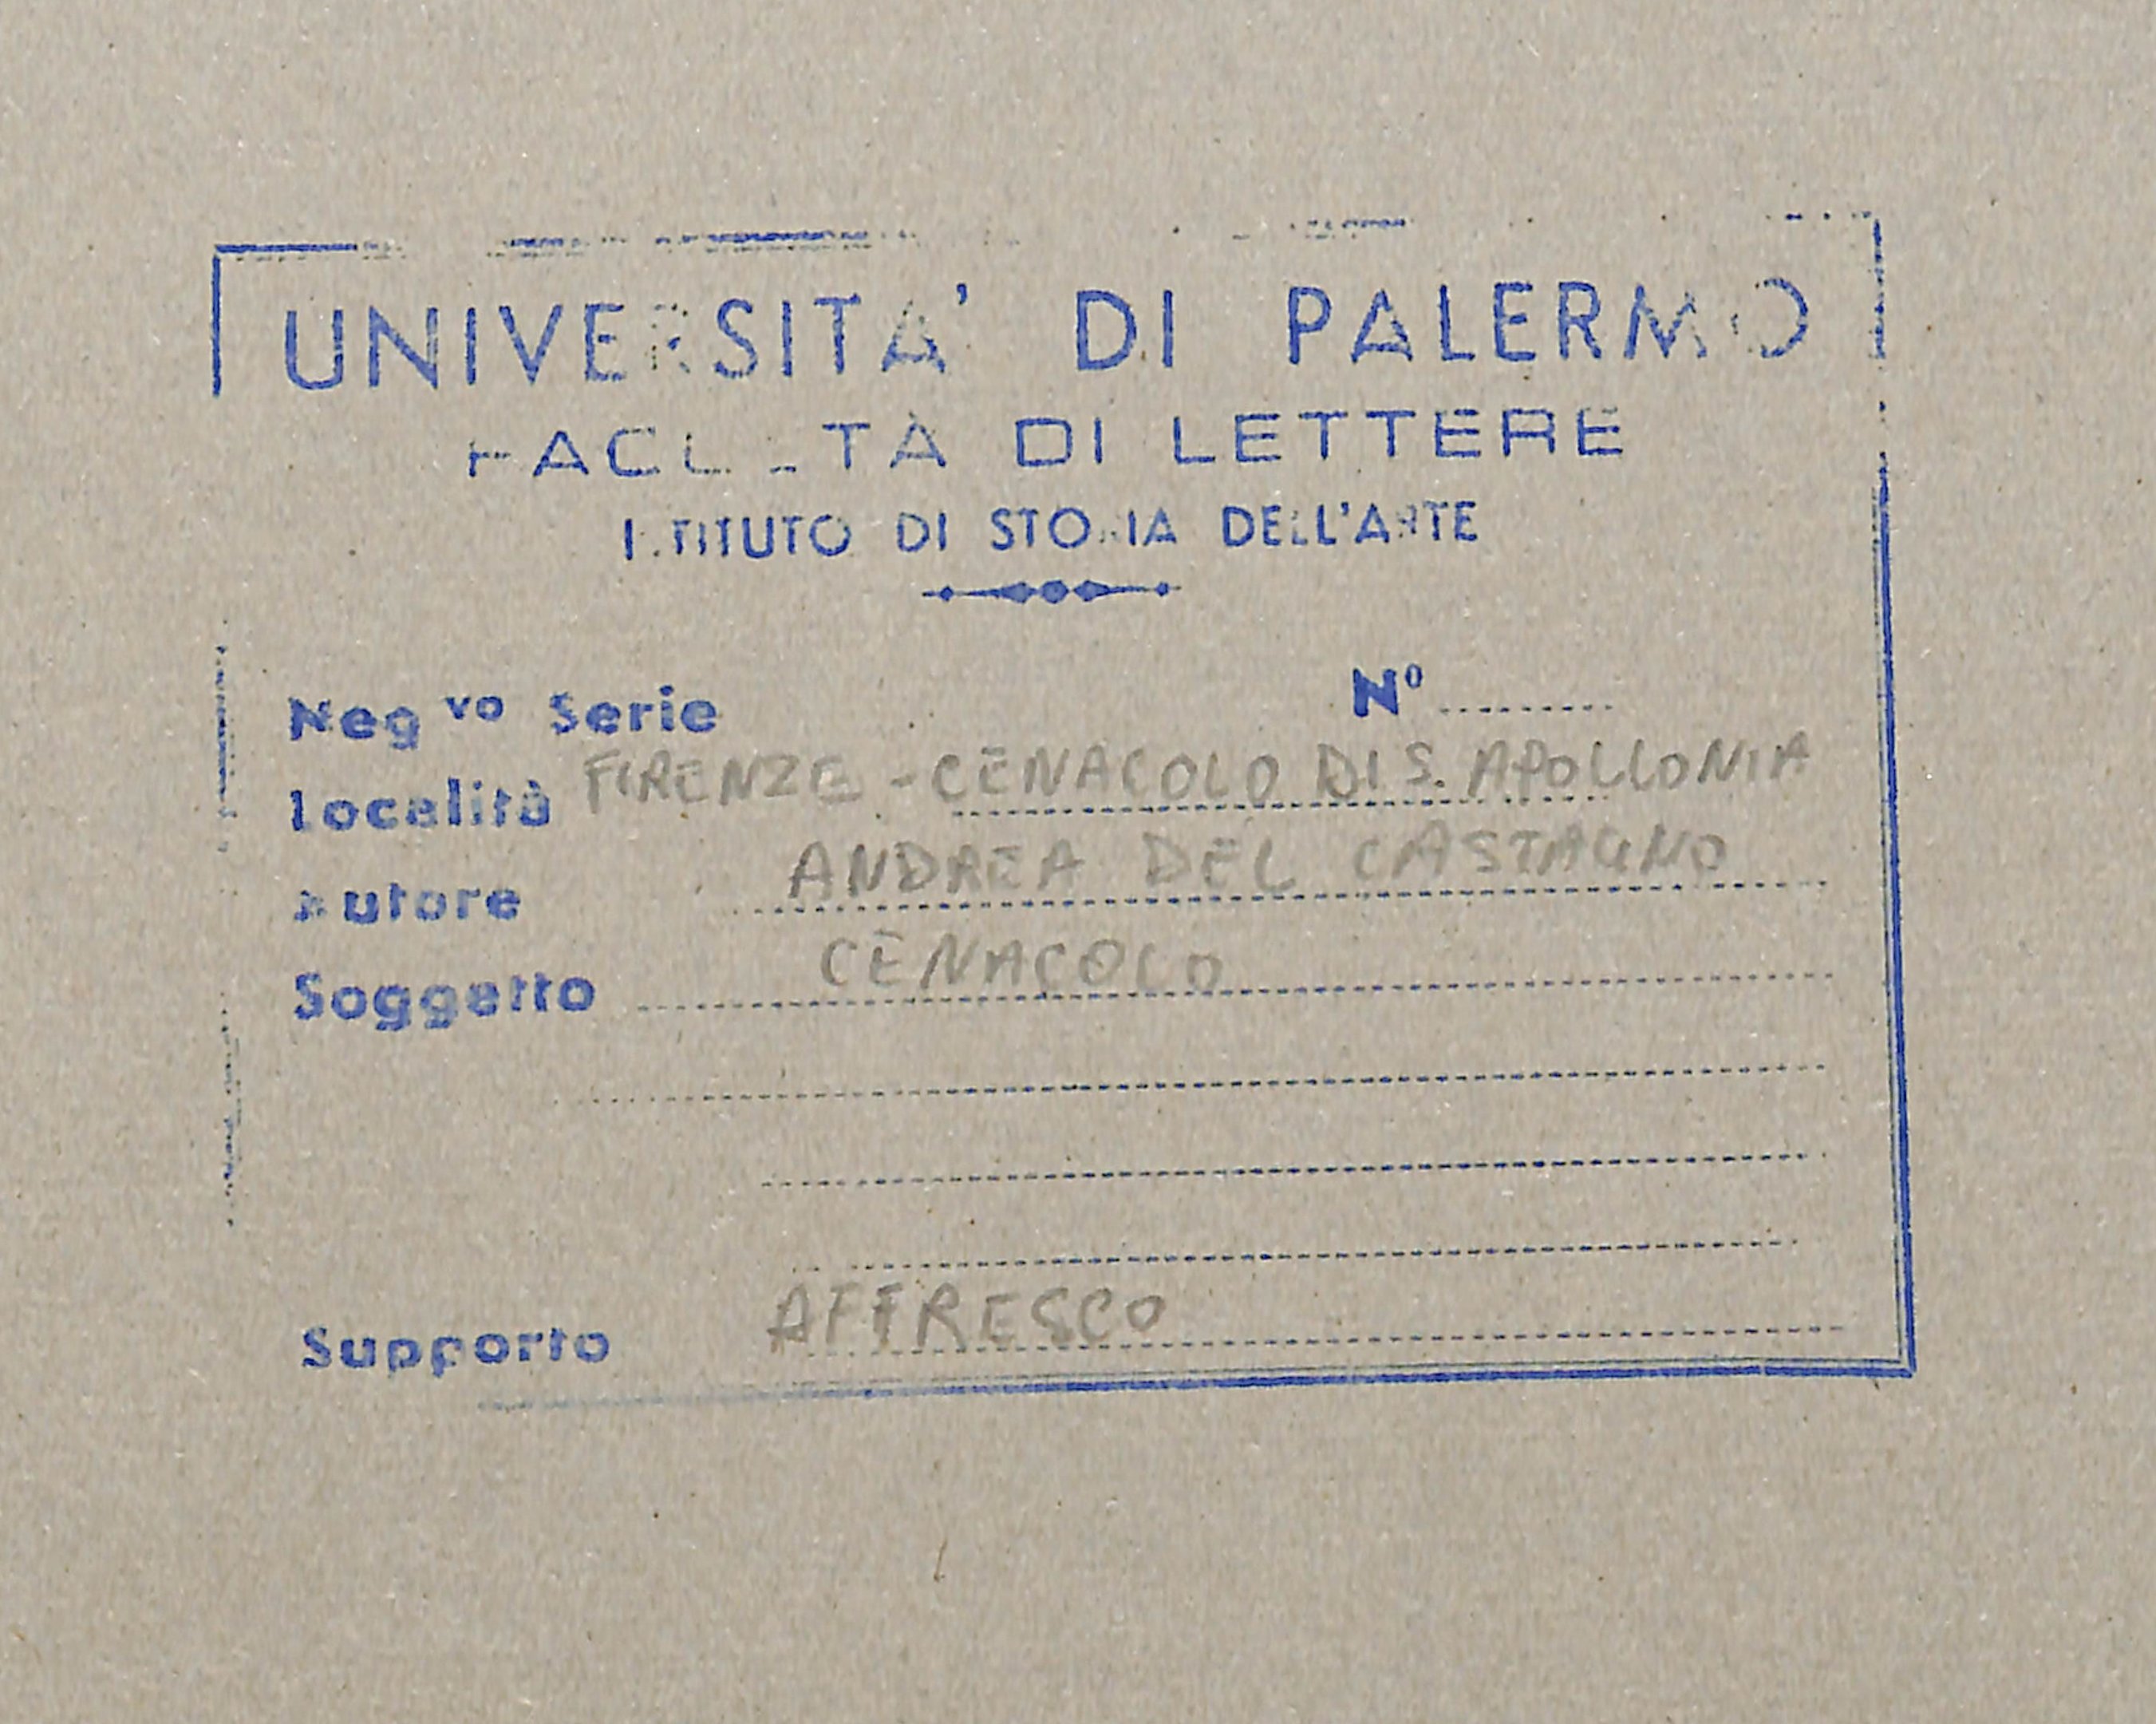 UNIVERSITA' DI PALERMO
FACULTÀ DI LETTERE
ISTITUTO DI STORIA DELL'ARTE
Neg vo Serie N°
Località FIRENZE - CENACOLO DI S. APOLLONIA
Autore ANDREA DEL CASTAGNO
Soggetto CENACOLO
Supporto AFFRESCO